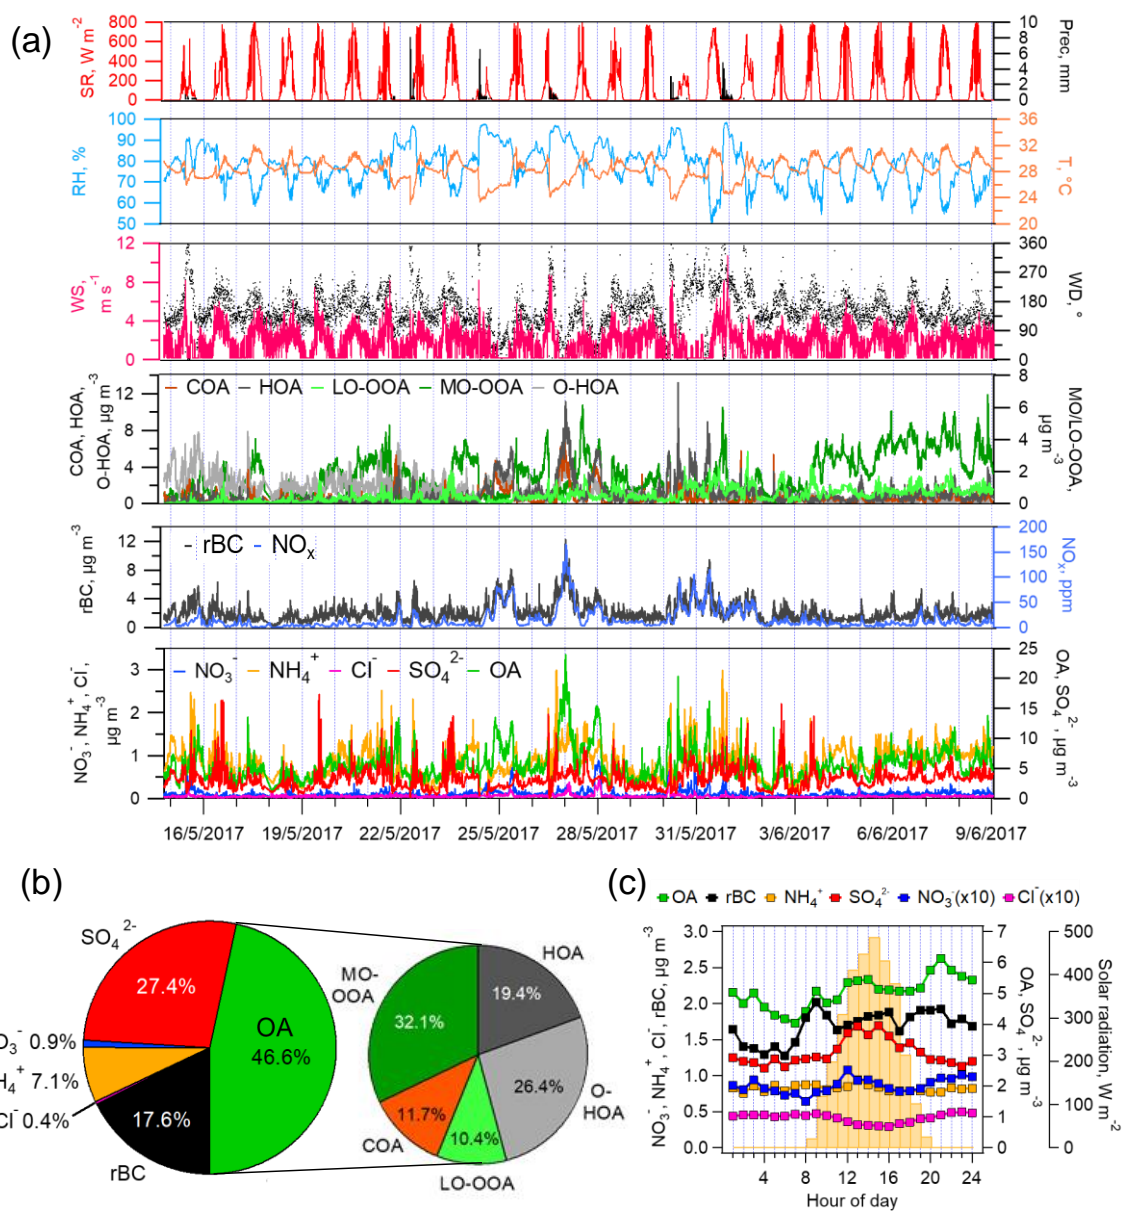 (a)
SR, W m-2
800
600
400
200
0
10
8
6
4
2
0
Prec, mm
RH, %
100
90
80
70
60
50
36
32
28
24
20
T, °C
WS, m s-1
12
8
4
0
360
270
180
90
0
WD, °
COA, HOA, O-HOA, µg m-3
12
8
4
0
COA HOA LO-OOA MO-OOA O-HOA
8
6
4
2
0
MO/LO-OOA, µg m-3
rBC, µg m-3
12
8
4
0
rBC NOx
200
150
100
50
0
NOx, ppm
NO3-, NH4+, Cl-, µg m-3
3
2
1
0
NO3- NH4+ Cl- SO42- OA
25
20
15
10
5
0
OA, SO42-, µg m-3
16/5/2017 19/5/2017 22/5/2017 25/5/2017 28/5/2017 31/5/2017 3/6/2017 6/6/2017 9/6/2017
(b)
SO42-
27.4%
OA
46.6%
O3- 0.9%
H4+ 7.1%
Cl- 0.4%
17.6%
rBC
MO-OOA
32.1%
HOA
19.4%
26.4%
O-HOA
11.7%
COA
10.4%
LO-OOA
(c)
OA rBC NH4+ SO42- NO3-(x10) Cl-(x10)
NO3-, NH4+, Cl-, rBC, µg m-3
3.0
2.5
2.0
1.5
1.0
0.5
0.0
7
6
5
4
3
2
1
0
OA, SO42-, µg m-3
500
400
300
200
100
0
Solar radiation, W m-2
4 8 12 16 20 24
Hour of day